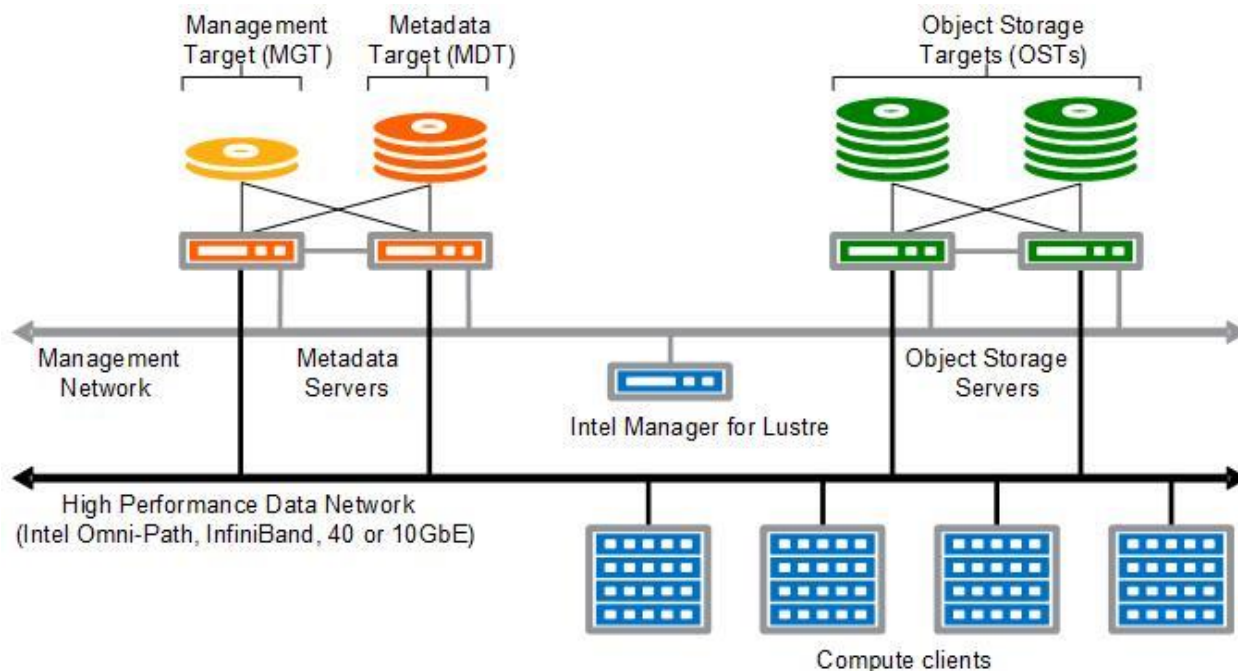 Management
Target (MGT)
Metadata
Target (MDT)
Object Storage
Targets (OSTs)
Management
Network
Metadata
Servers
Object Storage
Servers
Intel Manager for Lustre
High Performance Data Network
(Intel Omni-Path, InfiniBand, 40 or 10GbE)
Compute clients